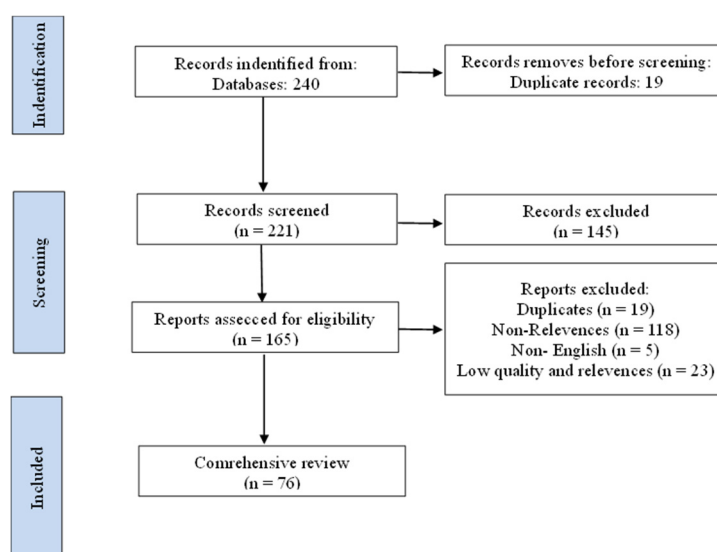 Indentification
Records indentified from:
Databases: 240
Records removes before screening:
Duplicate records: 19
Screening
Records screened
(n = 221)
Records excluded
(n = 145)
Reports assecced for eligibility
(n = 165)
Reports excluded:
Duplicates (n = 19)
Non-Relevences (n = 118)
Non- English (n = 5)
Low quality and relevences (n = 23)
Included
Comrehensive review
(n = 76)